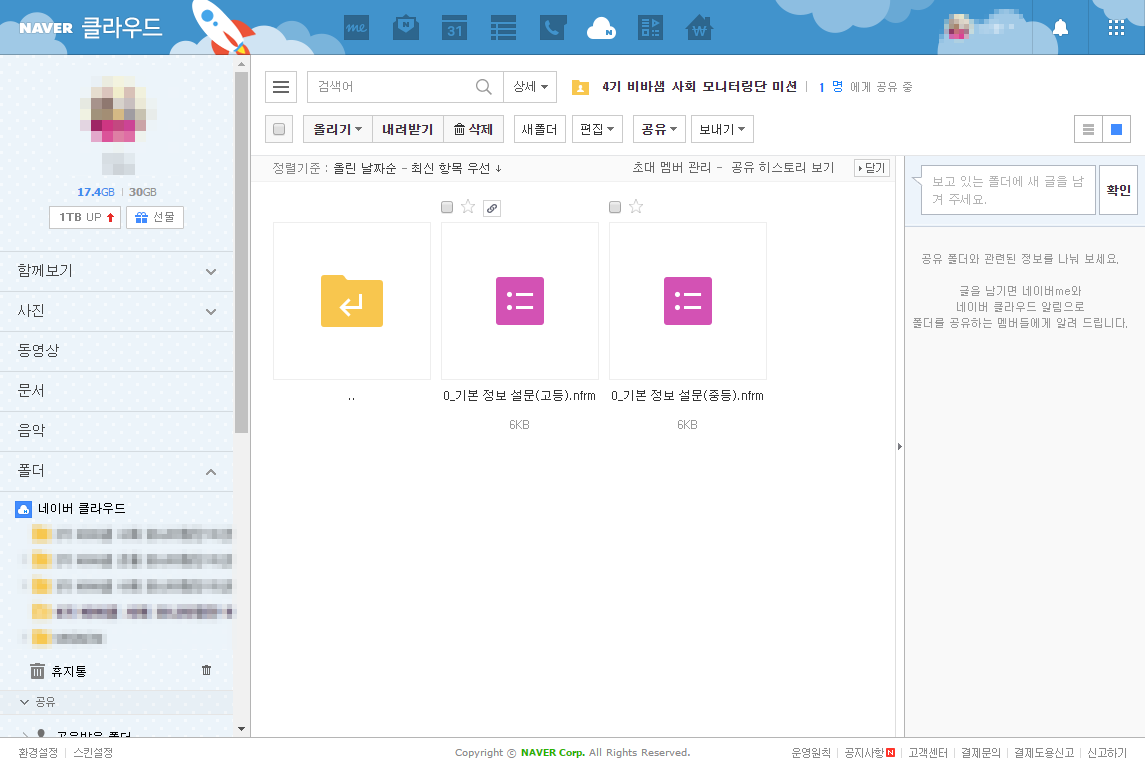 NAVER 클라우드
me
N
31
N
17.4GB | 30GB
1TB UP
선물
함께보기
사진
동영상
문서
음악
폴더
네이버 클라우드
휴지통
공유
공유받은 폴더
검색어
상세
4기 비바샘 사회 모니터링단 미션 | 1 명 에게 공유 중
올리기
내려받기
삭제
새폴더
편집
공유
보내기
정렬기준 : 올린 날짜순 - 최신 항목 우선 ↓
초대 멤버 관리 - 공유 히스토리 보기
닫기
..
0_기본 정보 설문(고등).nfrm
6KB
0_기본 정보 설문(중등).nfrm
6KB
보고 있는 폴더에 새 글을 남
겨 주세요.
확인
공유 폴더와 관련된 정보를 나눠 보세요.
글을 남기면 네이버me와
네이버 클라우드 알림으로
폴더를 공유하는 멤버들에게 알려 드립니다.
환경설정 | 스킨설정
Copyright © NAVER Corp. All Rights Reserved.
운영원칙 | 공지사항 N | 고객센터 | 결제문의 | 결제도용신고 | 신고하기